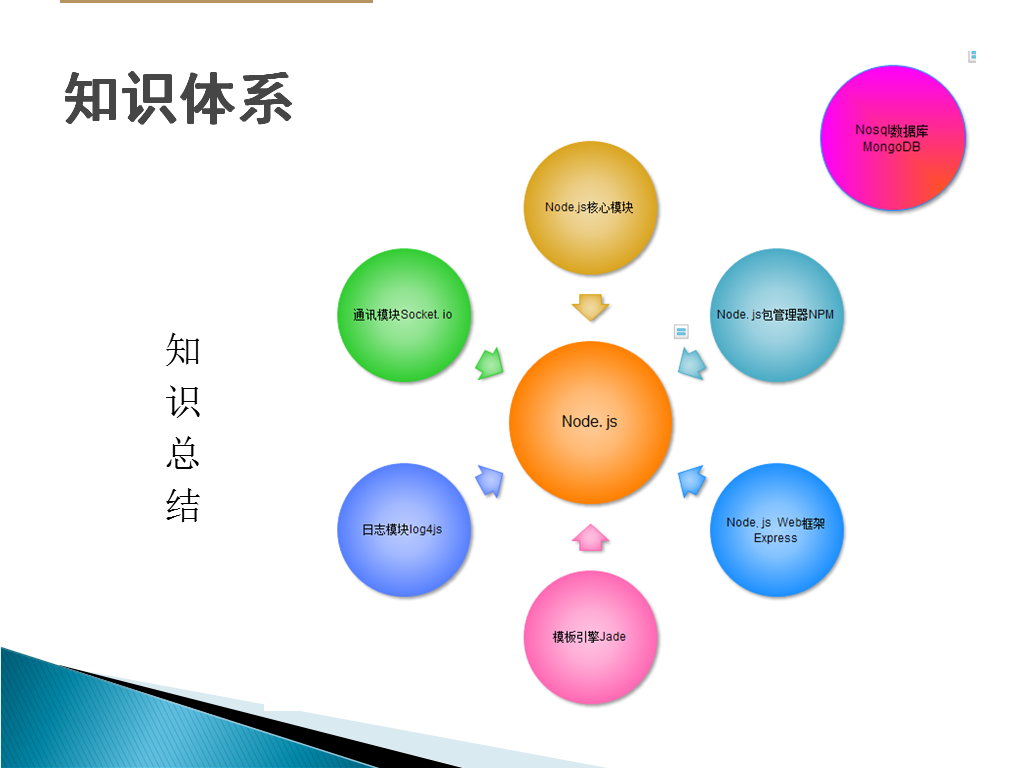 知识体系
Nosql数据库
MongoDB
Node.js核心模块
通讯模块Socket.io
Node.js包管理器NPM
知
识
总
结
Node.js
日志模块log4js
Node.js Web框架
Express
模板引擎Jade